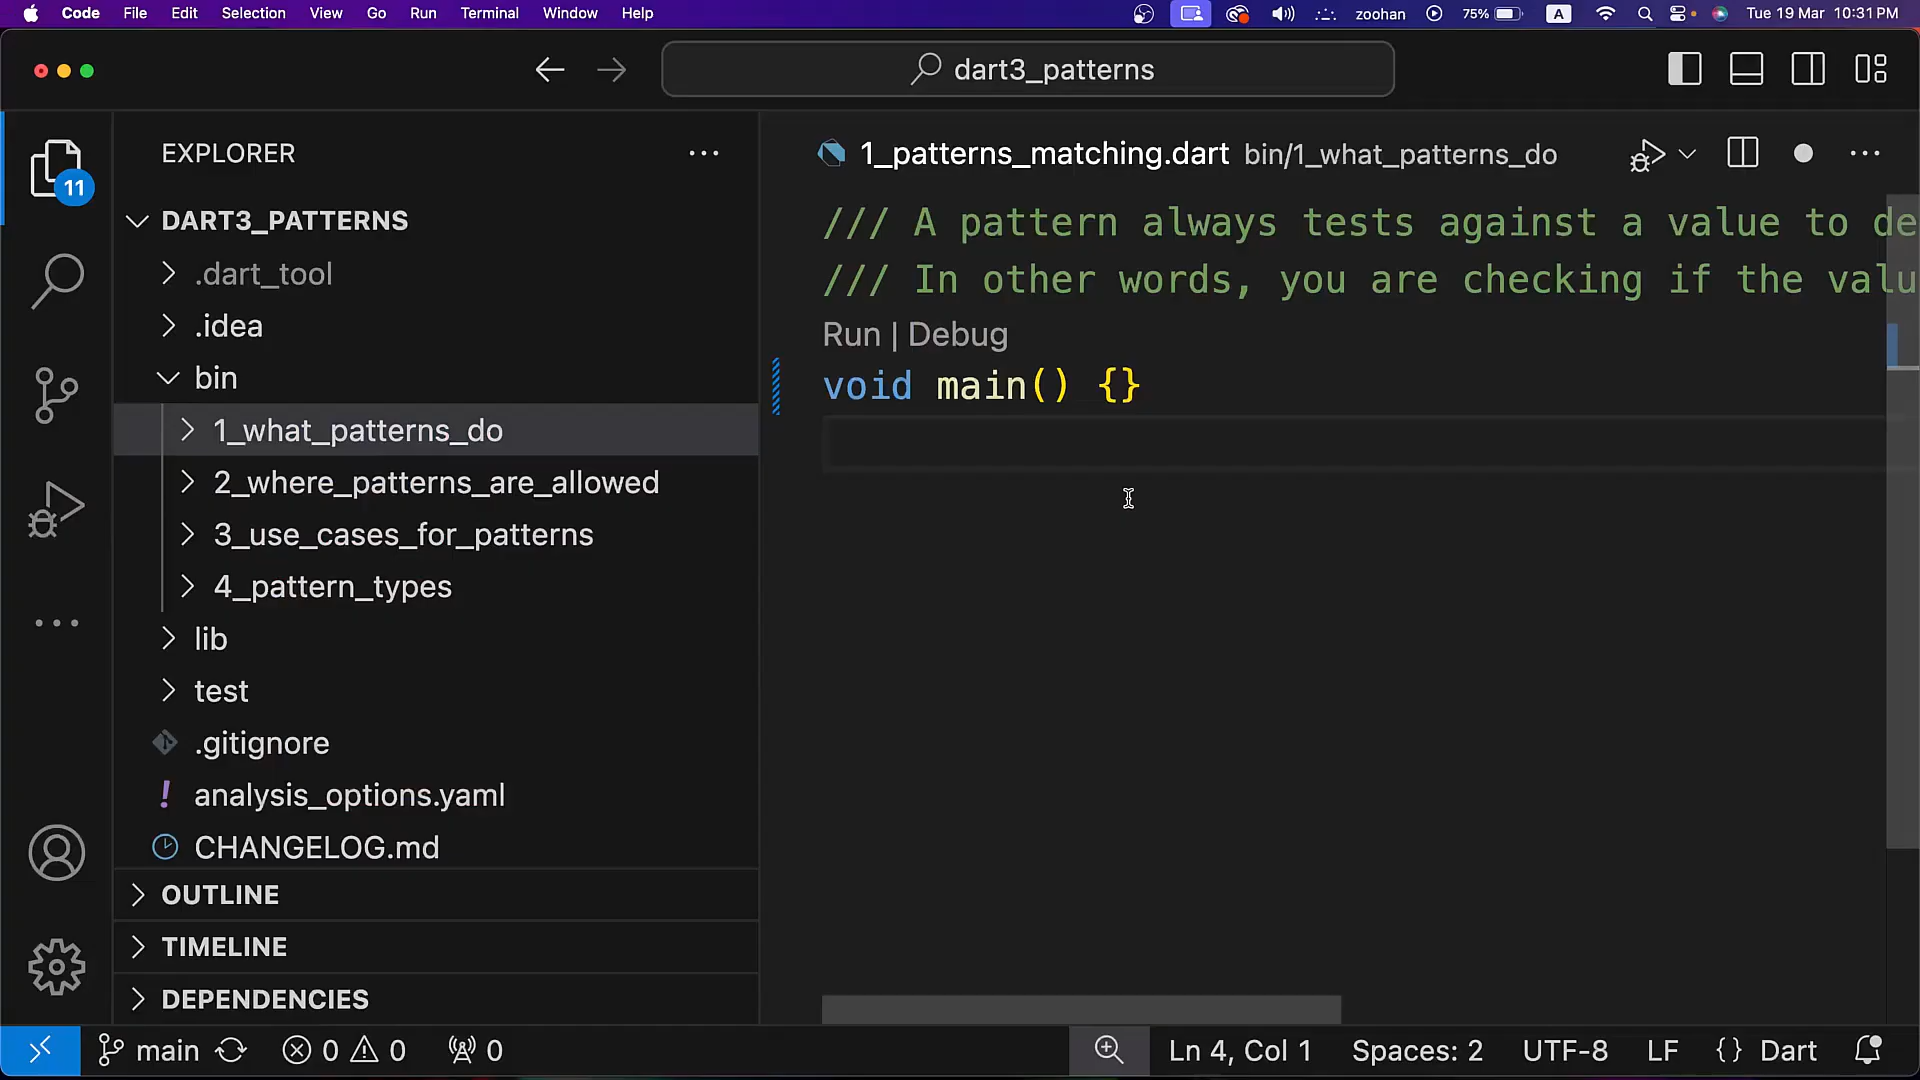 Code File Edit Selection View Go Run Terminal Window Help zoohan 75% A Tue 19 Mar 10:31 PM
dart3_patterns
11
EXPLORER
DART3_PATTERNS
.dart_tool
.idea
bin
1_what_patterns_do
2_where_patterns_are_allowed
3_use_cases_for_patterns
4_pattern_types
lib
test
.gitignore
! analysis_options.yaml
CHANGELOG.md
OUTLINE
TIMELINE
DEPENDENCIES
1_patterns_matching.dart bin/1_what_patterns_do
/// A pattern always tests against a value to de
/// In other words, you are checking if the valu
Run | Debug
void main() {}
main 0 0 0 Ln 4, Col 1 Spaces: 2 UTF-8 LF {} Dart